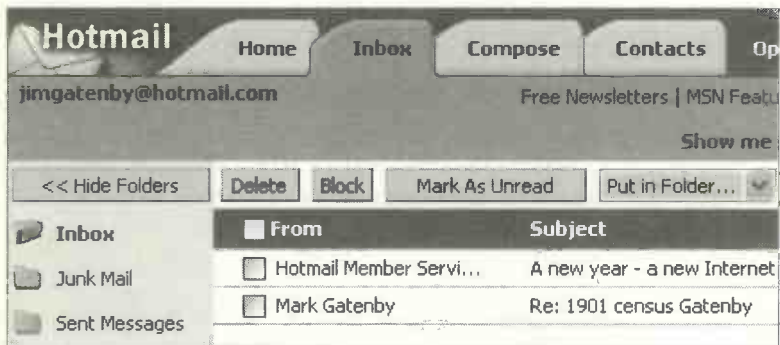 Hotmail
Home Inbox Compose Contacts Op
jimgatenby@hotmail.com Free Newsletters | MSN Featu
Show me
<< Hide Folders Delete Block Mark As Unread Put in Folder...
Inbox From Subject
Hotmail Member Servi... A new year - a new Internet
Junk Mail
Mark Gatenby Re: 1901 census Gatenby
Sent Messages